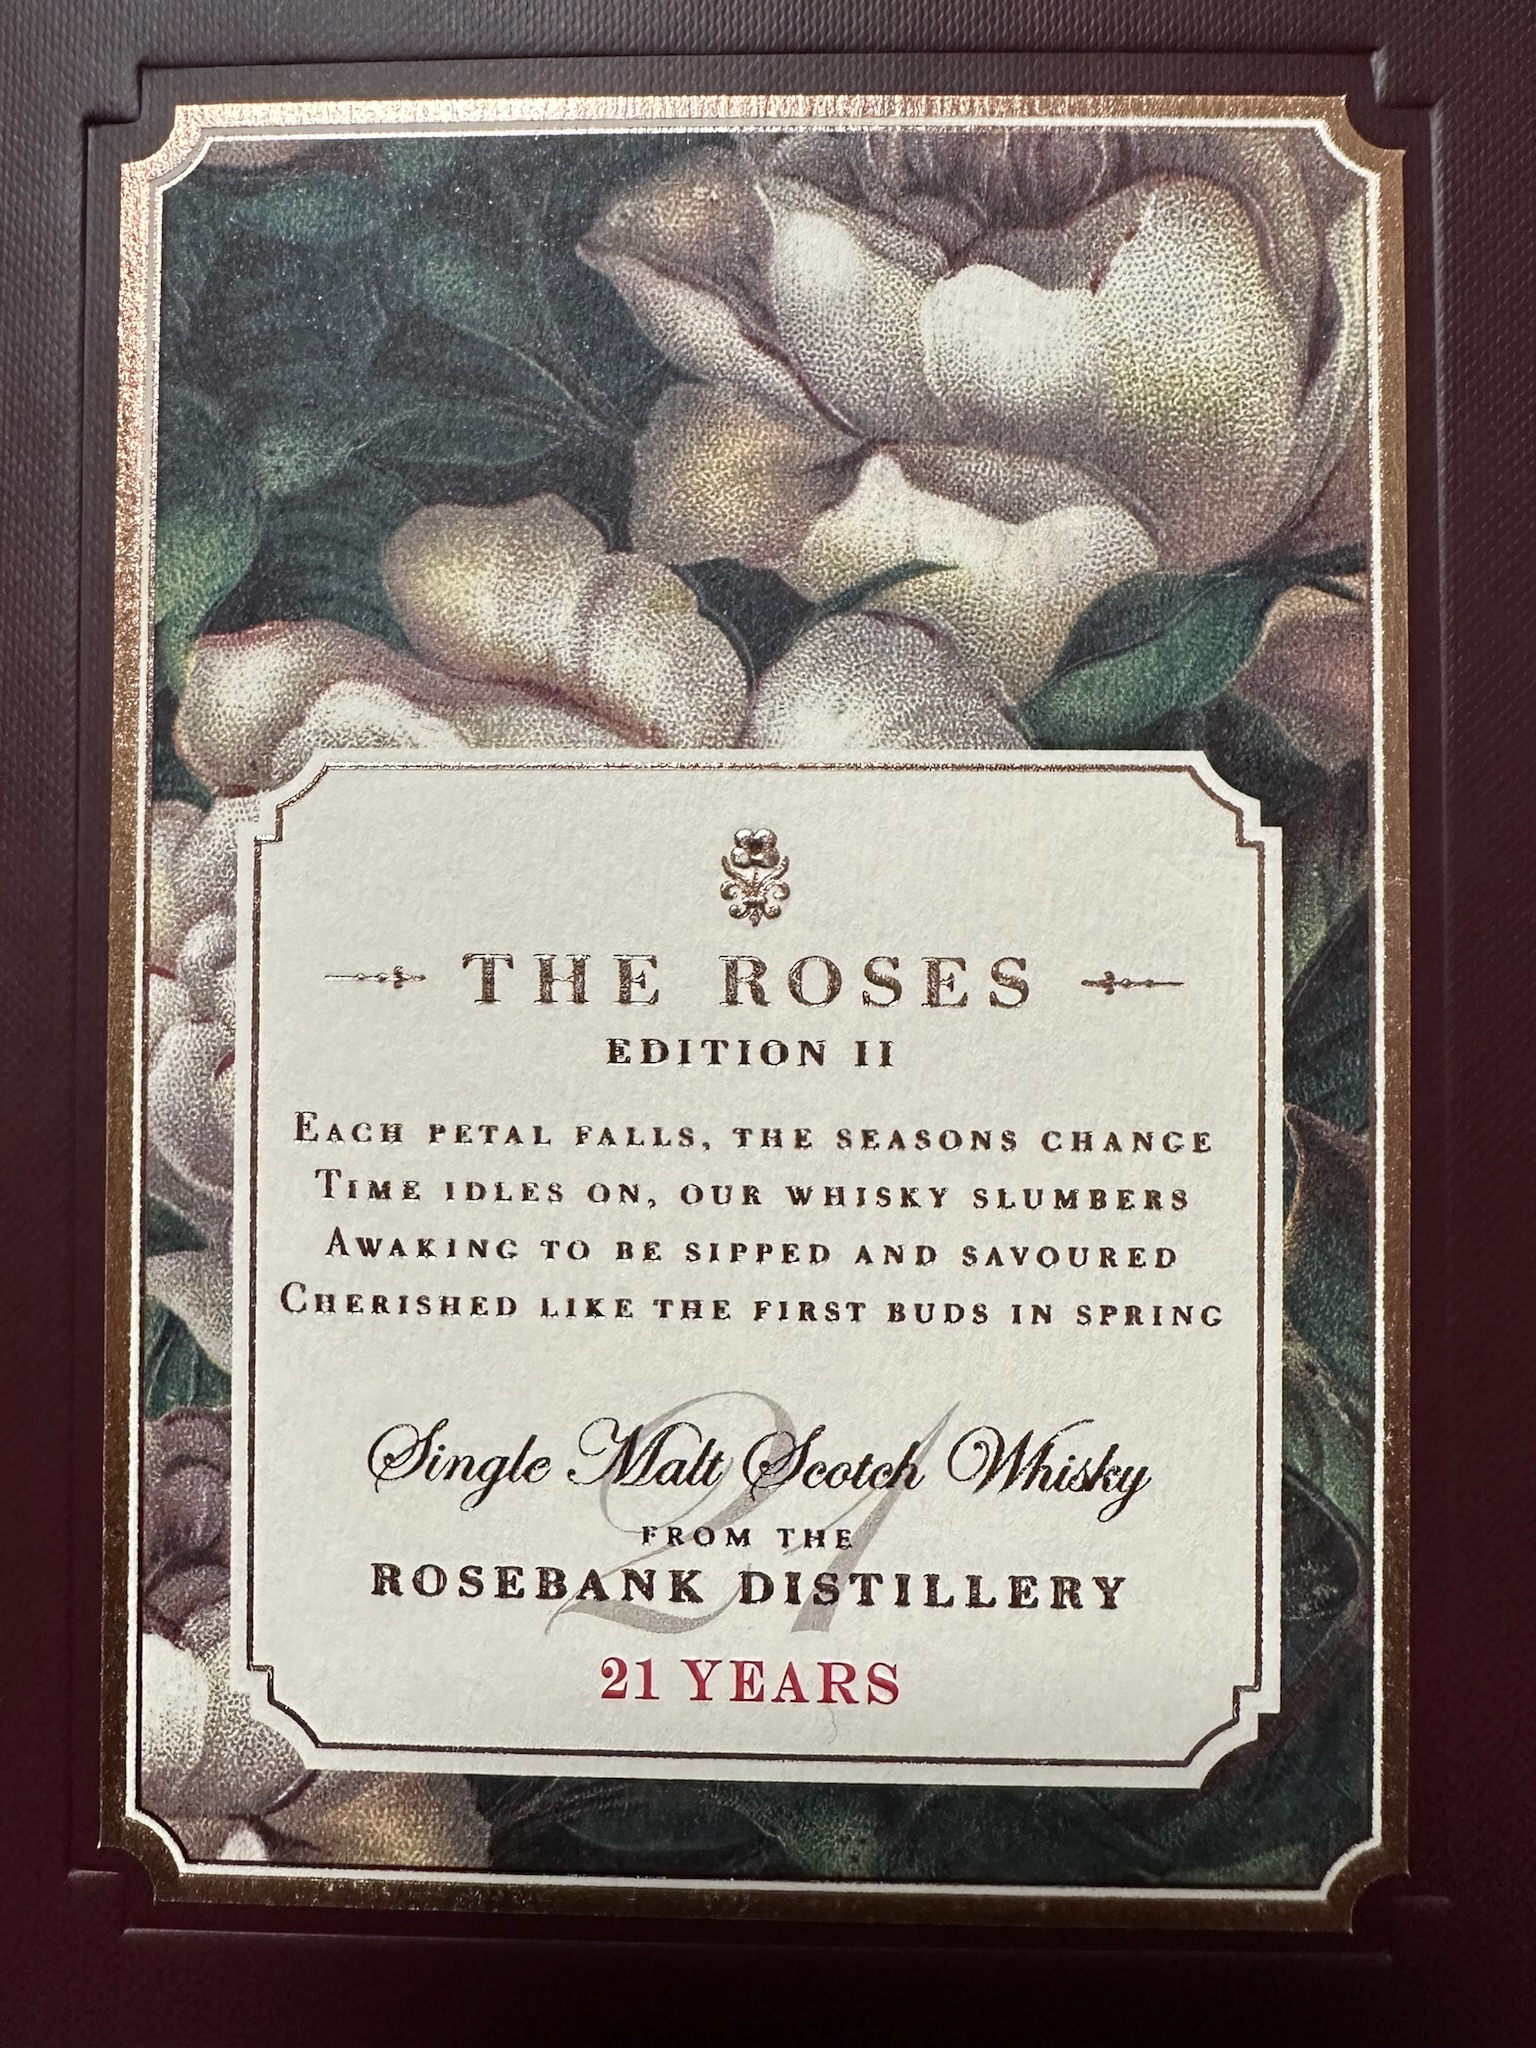 THE ROSES
EDITION II
EACH PETAL FALLS, THE SEASONS CHANGE
TIME IDLES ON, OUR WHISKY SLUMBERS
AWAKING TO BE SIPPED AND SAVOURED
CHERISHED LIKE THE FIRST BUDS IN SPRING
21
Single Malt Scotch Whisky
FROM THE
ROSEBANK DISTILLERY
21 YEARS